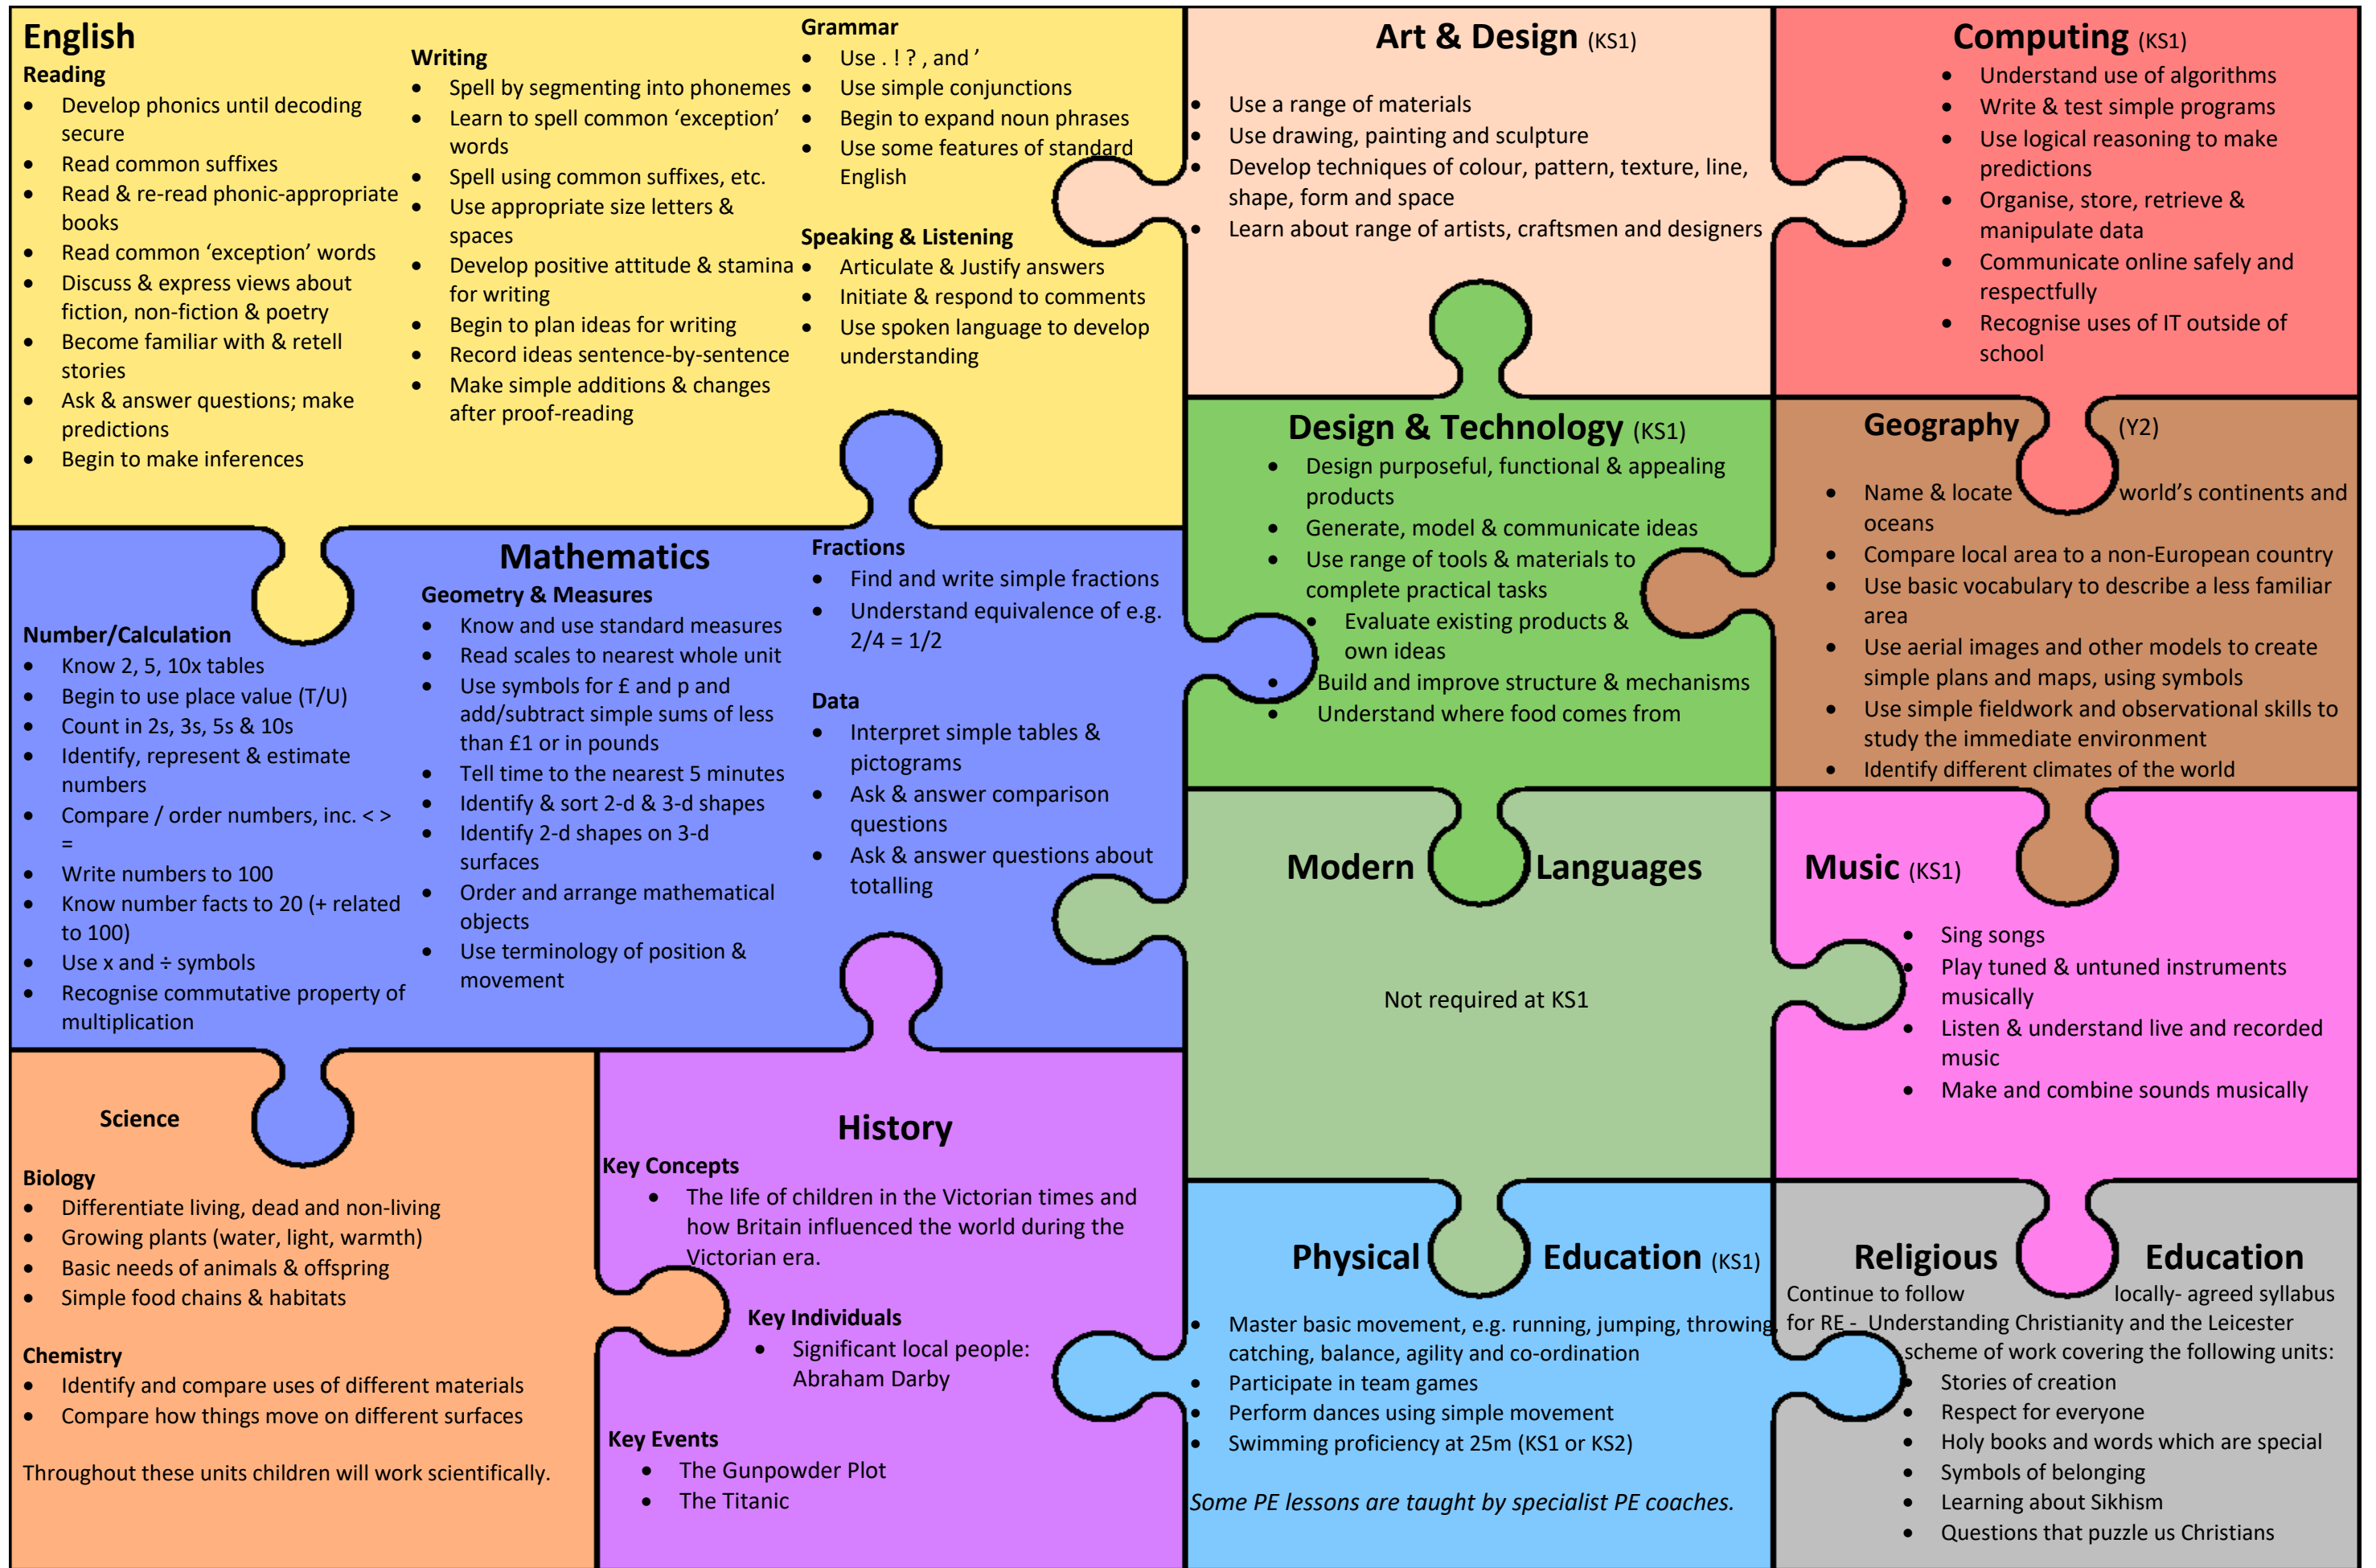 English
Reading
• Develop phonics until decoding
secure
• Read common suffixes
• Read & re-read phonic-appropriate
books
• Read common ‘exception’ words
• Discuss & express views about
fiction, non-fiction & poetry
• Become familiar with & retell
stories
• Ask & answer questions; make
predictions
• Begin to make inferences
Writing
• Spell by segmenting into phonemes
• Learn to spell common ‘exception’
words
• Spell using common suffixes, etc.
• Use appropriate size letters &
spaces
• Develop positive attitude & stamina
for writing
• Begin to plan ideas for writing
• Record ideas sentence-by-sentence
• Make simple additions & changes
after proof-reading
Grammar
• Use . ! ? , and ’
• Use simple conjunctions
• Begin to expand noun phrases
• Use some features of standard
English
Speaking & Listening
• Articulate & Justify answers
• Initiate & respond to comments
• Use spoken language to develop
understanding
Art & Design (KS1)
• Use a range of materials
• Use drawing, painting and sculpture
• Develop techniques of colour, pattern, texture, line,
shape, form and space
• Learn about range of artists, craftsmen and designers
Computing (KS1)
• Understand use of algorithms
• Write & test simple programs
• Use logical reasoning to make
predictions
• Organise, store, retrieve &
manipulate data
• Communicate online safely and
respectfully
• Recognise uses of IT outside of
school
Mathematics
Number/Calculation
• Know 2, 5, 10x tables
• Begin to use place value (T/U)
• Count in 2s, 3s, 5s & 10s
• Identify, represent & estimate
numbers
• Compare / order numbers, inc. < >
=
• Write numbers to 100
• Know number facts to 20 (+ related
to 100)
• Use x and ÷ symbols
• Recognise commutative property of
multiplication
Geometry & Measures
• Know and use standard measures
• Read scales to nearest whole unit
• Use symbols for £ and p and
add/subtract simple sums of less
than £1 or in pounds
• Tell time to the nearest 5 minutes
• Identify & sort 2-d & 3-d shapes
• Identify 2-d shapes on 3-d
surfaces
• Order and arrange mathematical
objects
• Use terminology of position &
movement
Fractions
• Find and write simple fractions
• Understand equivalence of e.g.
2/4 = 1/2
Data
• Interpret simple tables &
pictograms
• Ask & answer comparison
questions
• Ask & answer questions about
totalling
Design & Technology (KS1)
• Design purposeful, functional & appealing
products
• Generate, model & communicate ideas
• Use range of tools & materials to
complete practical tasks
• Evaluate existing products &
own ideas
• Build and improve structure & mechanisms
• Understand where food comes from
Geography (Y2)
• Name & locate world’s continents and
oceans
• Compare local area to a non-European country
• Use basic vocabulary to describe a less familiar
area
• Use aerial images and other models to create
simple plans and maps, using symbols
• Use simple fieldwork and observational skills to
study the immediate environment
• Identify different climates of the world
Modern Languages
Not required at KS1
Music (KS1)
• Sing songs
• Play tuned & untuned instruments
musically
• Listen & understand live and recorded
music
• Make and combine sounds musically
Science
Biology
• Differentiate living, dead and non-living
• Growing plants (water, light, warmth)
• Basic needs of animals & offspring
• Simple food chains & habitats
Chemistry
• Identify and compare uses of different materials
• Compare how things move on different surfaces
Throughout these units children will work scientifically.
History
Key Concepts
• The life of children in the Victorian times and
how Britain influenced the world during the
Victorian era.
Key Individuals
• Significant local people:
Abraham Darby
Key Events
• The Gunpowder Plot
• The Titanic
Physical Education (KS1)
• Master basic movement, e.g. running, jumping, throwing,
catching, balance, agility and co-ordination
• Participate in team games
• Perform dances using simple movement
• Swimming proficiency at 25m (KS1 or KS2)
Some PE lessons are taught by specialist PE coaches.
Religious Education
Continue to follow locally- agreed syllabus
for RE - Understanding Christianity and the Leicester
scheme of work covering the following units:
• Stories of creation
• Respect for everyone
• Holy books and words which are special
• Symbols of belonging
• Learning about Sikhism
• Questions that puzzle us Christians